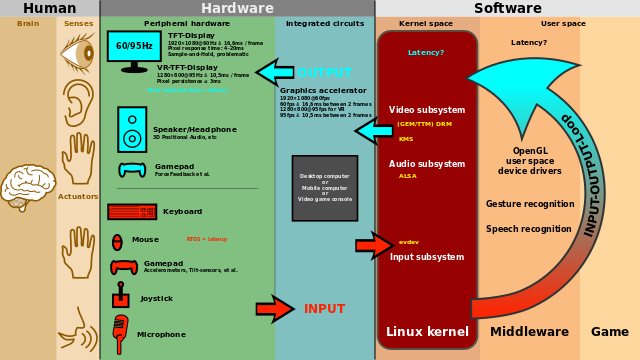 Human
Hardware
Software
Brain
Senses
Peripheral hardware
Integrated circuits
Kernel space
User space
60/95Hz
TFT-Display
1920×1080@60Hz ≙ 16,6ms / frame
Pixel response time: 4-20ms
Sample-and-Hold, problematic
VR-TFT-Display
1280×800@95Hz ≙ 10,5ms / frame
Pixel persistence ≤ 3ms
OUTPUT
Graphics accelerator
1920×1080@60fps
60fps ≙ 16,6ms between 2 frames
1280×800@95fps for VR
95fps ≙ 10,5ms between 2 frames
Latency?
Latency?
Speaker/Headphone
3D Positional Audio, etc
Gamepad
Force Feedback et al.
Video subsystem
(GEM/TTM) DRM
KMS
Audio subsystem
ALSA
OpenGL
user space
device drivers
Gesture recognition
Speech recognition
INPUT-OUTPUT-Loop
Desktop computer
or
Mobile computer
or
Video game console
Actuators
Keyboard
Mouse
RTOS = latency
Gamepad
Accelerometers, Tilt-sensors, et al.
Joystick
Microphone
INPUT
evdev
Input subsystem
Linux kernel
Middleware
Game